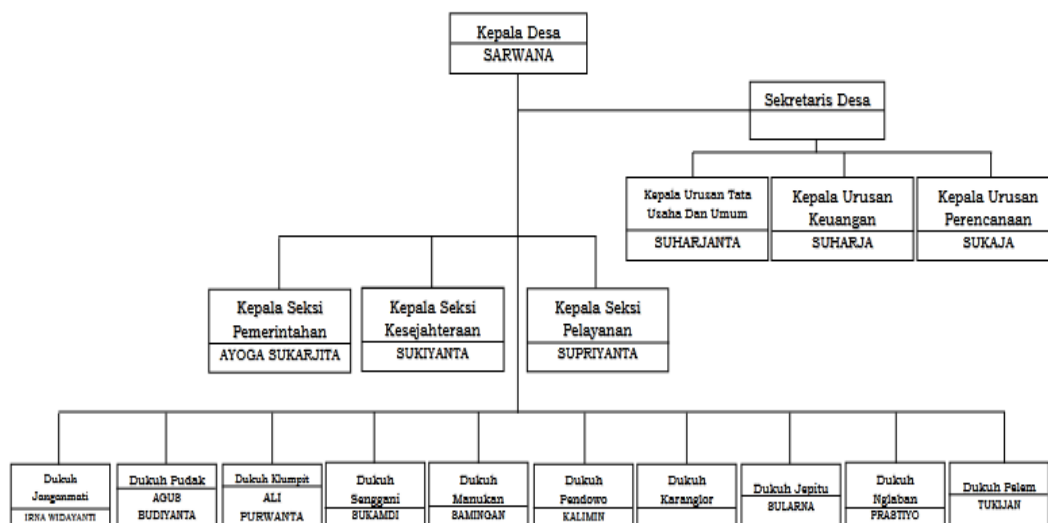 Kepala Desa
SARWANA
Sekretaris Desa
Kepala Urusan Tata
Usaha Dan Umum
SUHARJANTA
Kepala Urusan
Keuangan
SUHARJA
Kepala Urusan
Perencanaan
SUKAJA
Kepala Seksi
Pemerintahan
AYOGA SUKARJITA
Kepala Seksi
Kesejahteraan
SUKIYANTA
Kepala Seksi
Pelayanan
SUPRIYANTA
Dukuh
Janganmati
IRNA WIDAYANTI
Dukuh Pudak
AGUS
BUDIYANTA
Dukuh Klumpit
ALI
PURWANTA
Dukuh
Senggani
SUKAMDI
Dukuh
Manukan
SAMINGAN
Dukuh
Pendowo
KALIMIN
Dukuh
Karanglor
Dukuh Jepitu
SULARNA
Dukuh
Nglaban
PRASTIYO
Dukuh Pelem
TUKIJAN